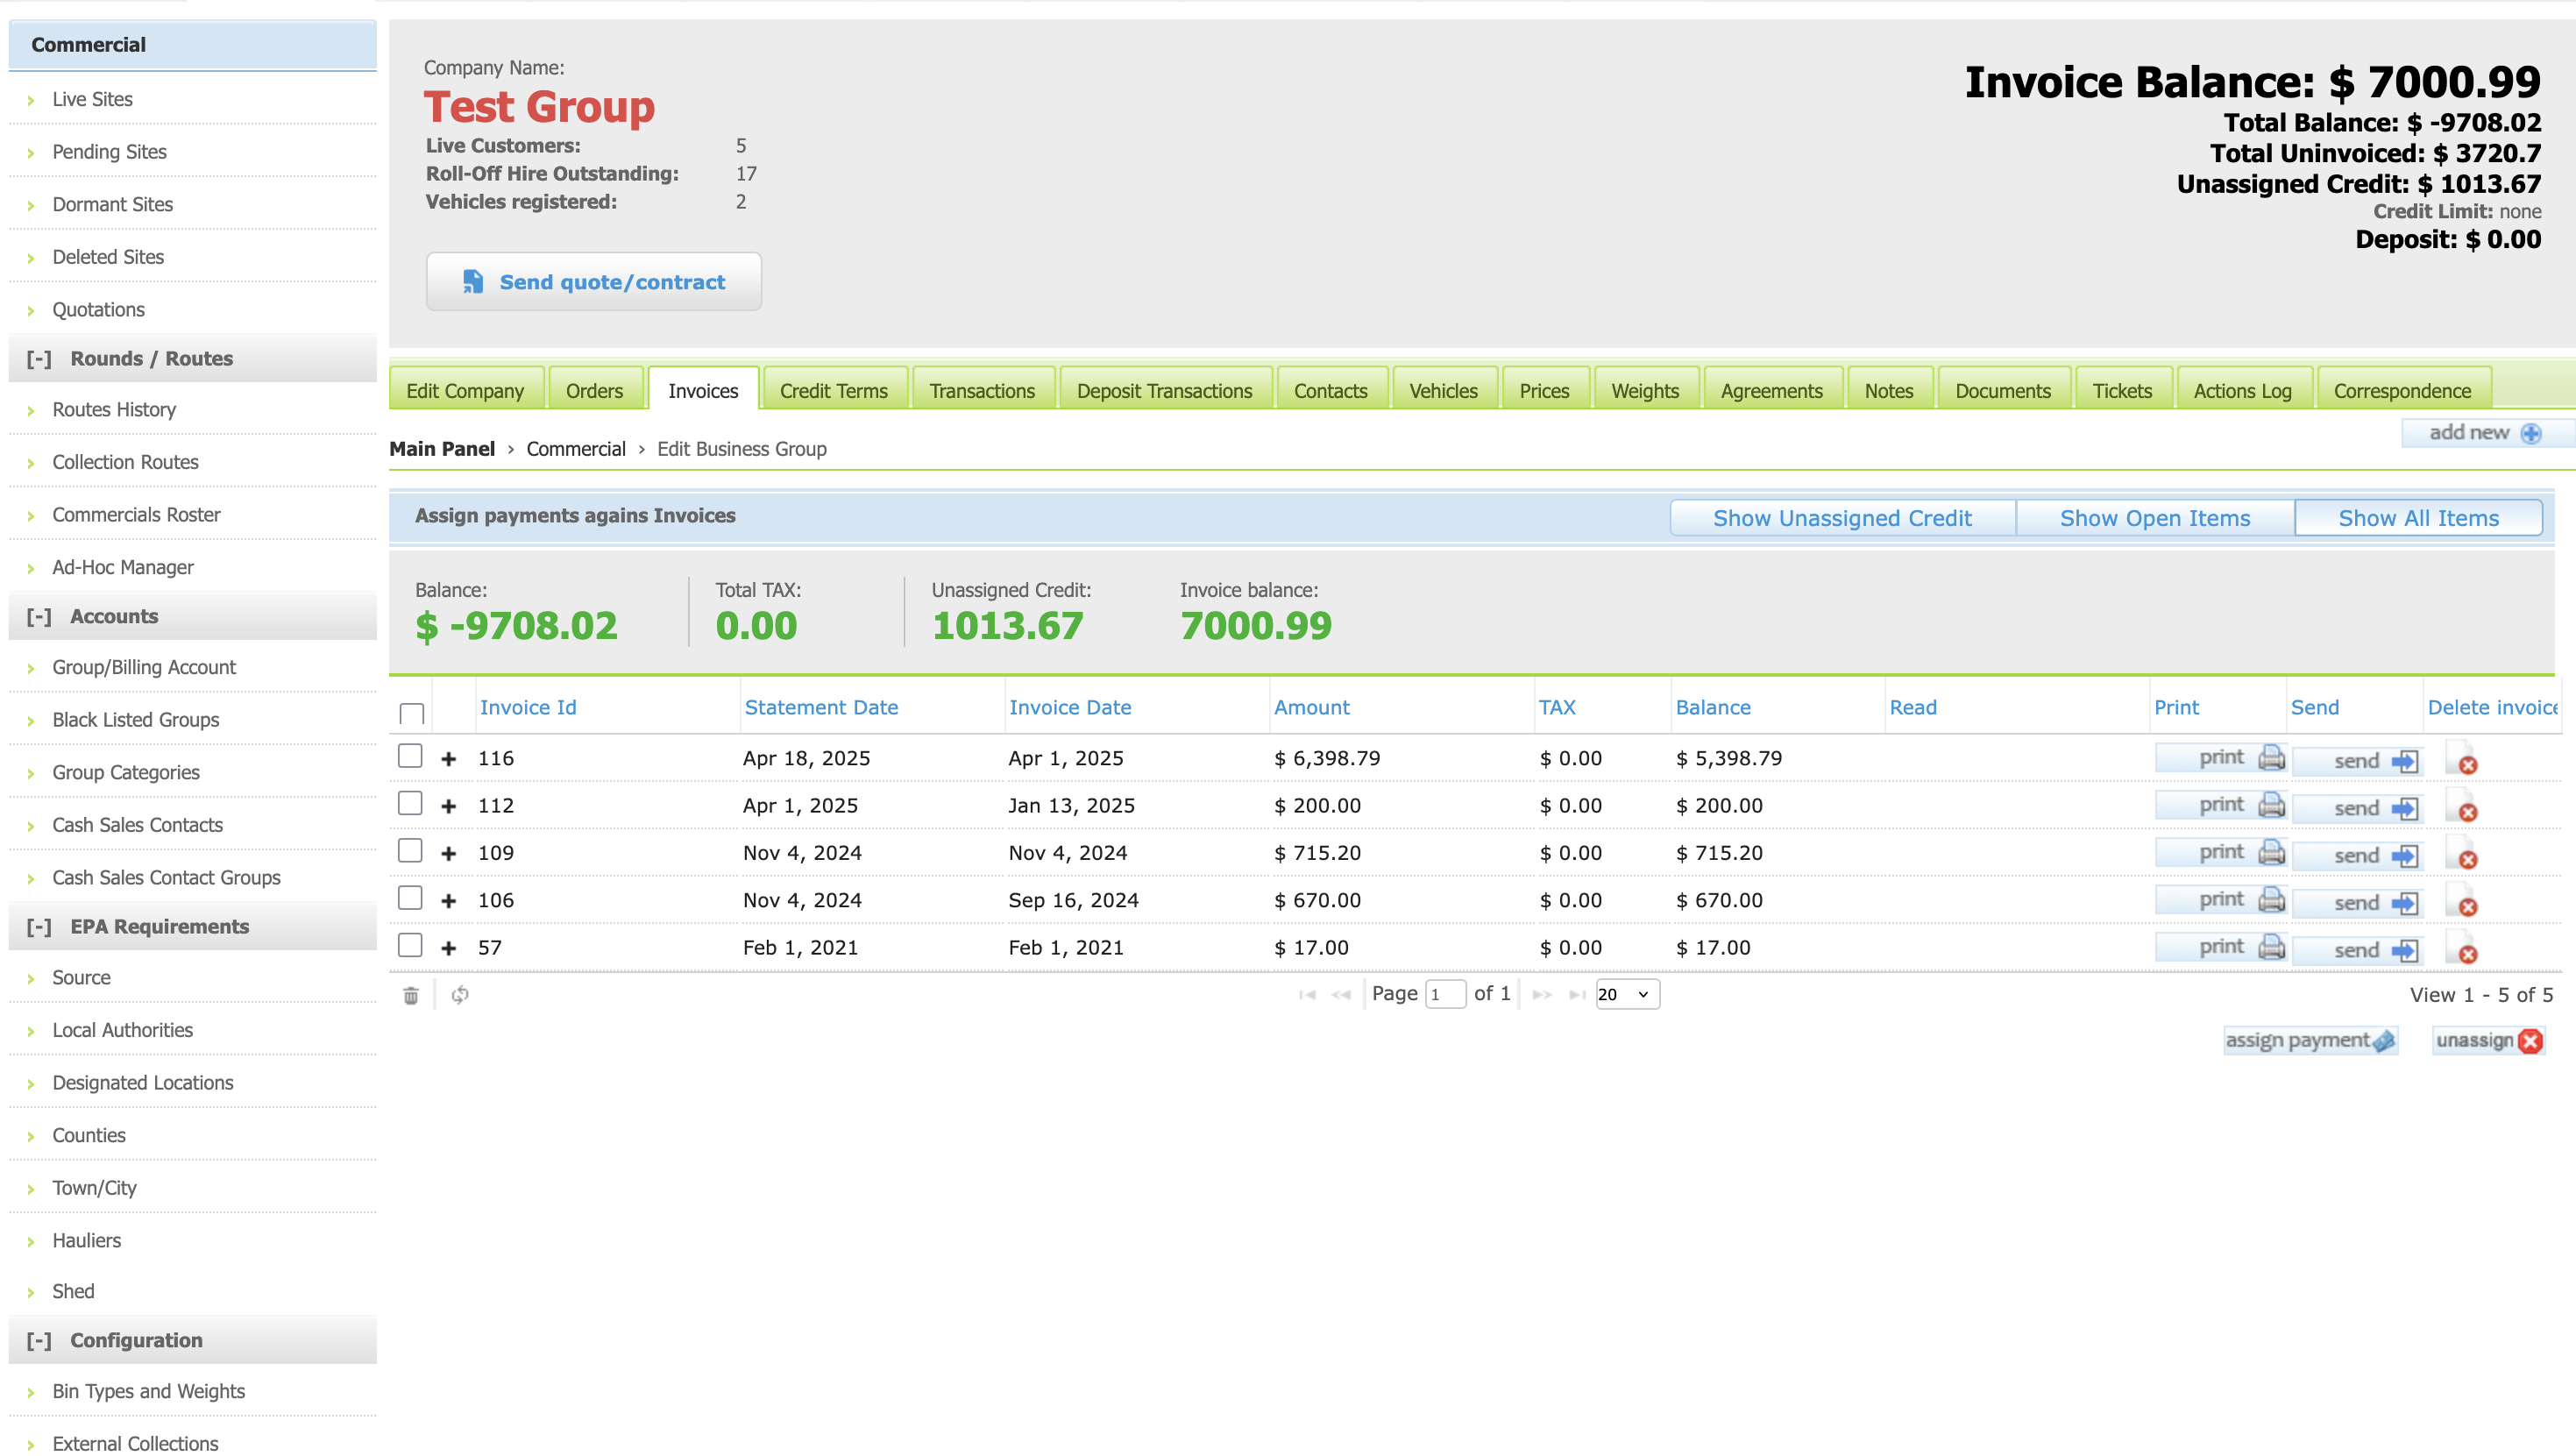 Commercial
Live Sites
Pending Sites
Dormant Sites
Deleted Sites
Quotations
[-] Rounds / Routes
Routes History
Collection Routes
Commercials Roster
Ad-Hoc Manager
[-] Accounts
Group/Billing Account
Black Listed Groups
Group Categories
Cash Sales Contacts
Cash Sales Contact Groups
[-] EPA Requirements
Source
Local Authorities
Designated Locations
Counties
Town/City
Hauliers
Shed
[-] Configuration
Bin Types and Weights
External Collections
Company Name:
Test Group
Live Customers: 5
Roll-Off Hire Outstanding: 17
Vehicles registered: 2
Send quote/contract
Invoice Balance: $ 7000.99
Total Balance: $ -9708.02
Total Uninvoiced: $ 3720.7
Unassigned Credit: $ 1013.67
Credit Limit: none
Deposit: $ 0.00
Edit Company Orders Invoices Credit Terms Transactions Deposit Transactions Contacts Vehicles Prices Weights Agreements Notes Documents Tickets Actions Log Correspondence
Main Panel › Commercial › Edit Business Group
add new
Assign payments agains Invoices
Show Unassigned Credit Show Open Items Show All Items
Balance: Total TAX: Unassigned Credit: Invoice balance:
$ -9708.02 0.00 1013.67 7000.99
Invoice Id Statement Date Invoice Date Amount TAX Balance Read Print Send Delete invoice
116 Apr 18, 2025 Apr 1, 2025 $ 6,398.79 $ 0.00 $ 5,398.79 print send
112 Apr 1, 2025 Jan 13, 2025 $ 200.00 $ 0.00 $ 200.00 print send
109 Nov 4, 2024 Nov 4, 2024 $ 715.20 $ 0.00 $ 715.20 print send
106 Nov 4, 2024 Sep 16, 2024 $ 670.00 $ 0.00 $ 670.00 print send
57 Feb 1, 2021 Feb 1, 2021 $ 17.00 $ 0.00 $ 17.00 print send
Page 1 of 1 20
View 1 - 5 of 5
assign payment unassign